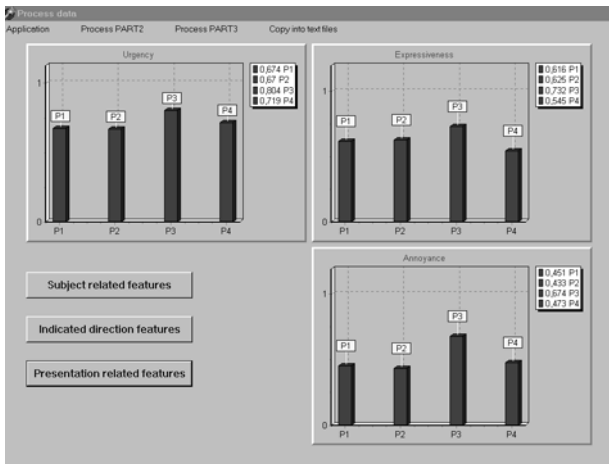 Process data
Application Process PART2 Process PART3 Copy into text files
Urgency
1
0
P1 P2 P3 P4
P1 P2 P3 P4
0,674 P1
0,67 P2
0,804 P3
0,719 P4
Expressiveness
1
0
P1 P2 P3 P4
P1 P2 P3 P4
0,616 P1
0,625 P2
0,732 P3
0,545 P4
Subject related features
Indicated direction features
Presentation related features
Annoyance
1
0
P1 P2 P3 P4
P1 P2 P3 P4
0,451 P1
0,433 P2
0,674 P3
0,473 P4